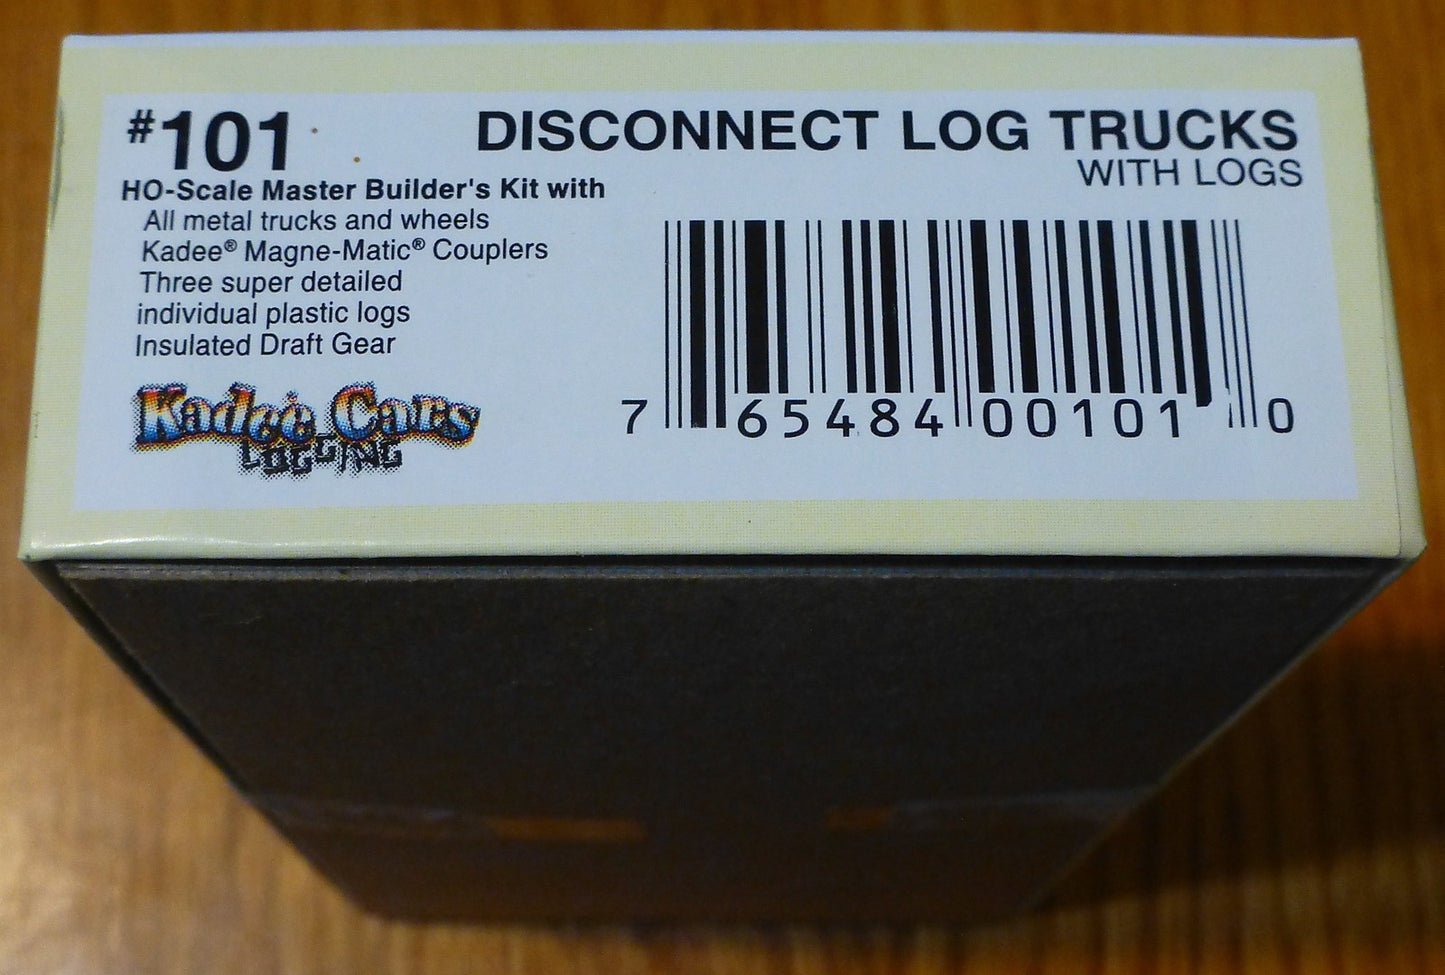 #101
DISCONNECT LOG TRUCKS
WITH LOGS
HO-Scale Master Builder's Kit with
All metal trucks and wheels
Kadee® Magne-Matic® Couplers
Three super detailed
individual plastic logs
Insulated Draft Gear
Kadee Cars
LOGGING
7 65484 00101 0